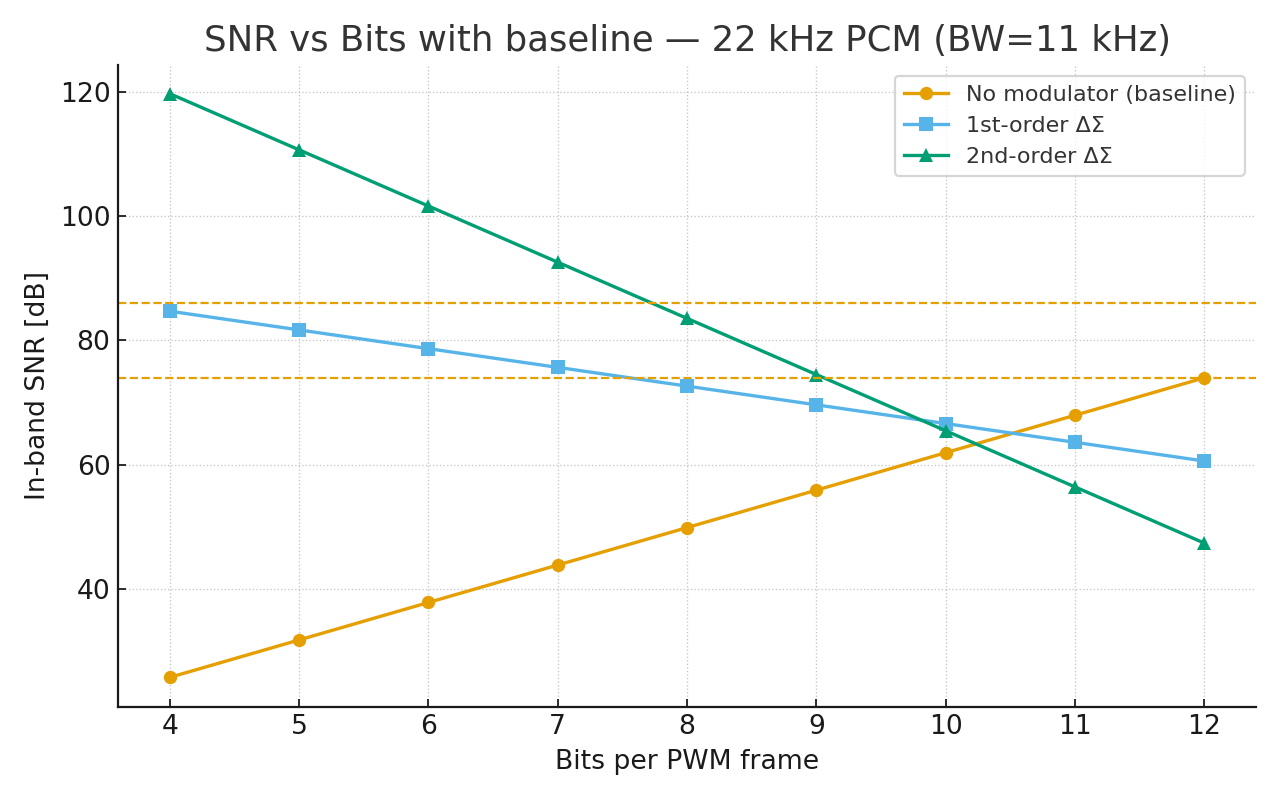 SNR vs Bits with baseline — 22 kHz PCM (BW=11 kHz)
No modulator (baseline)
1st-order ΔΣ
2nd-order ΔΣ
In-band SNR [dB]
120
100
80
60
40
4 5 6 7 8 9 10 11 12
Bits per PWM frame